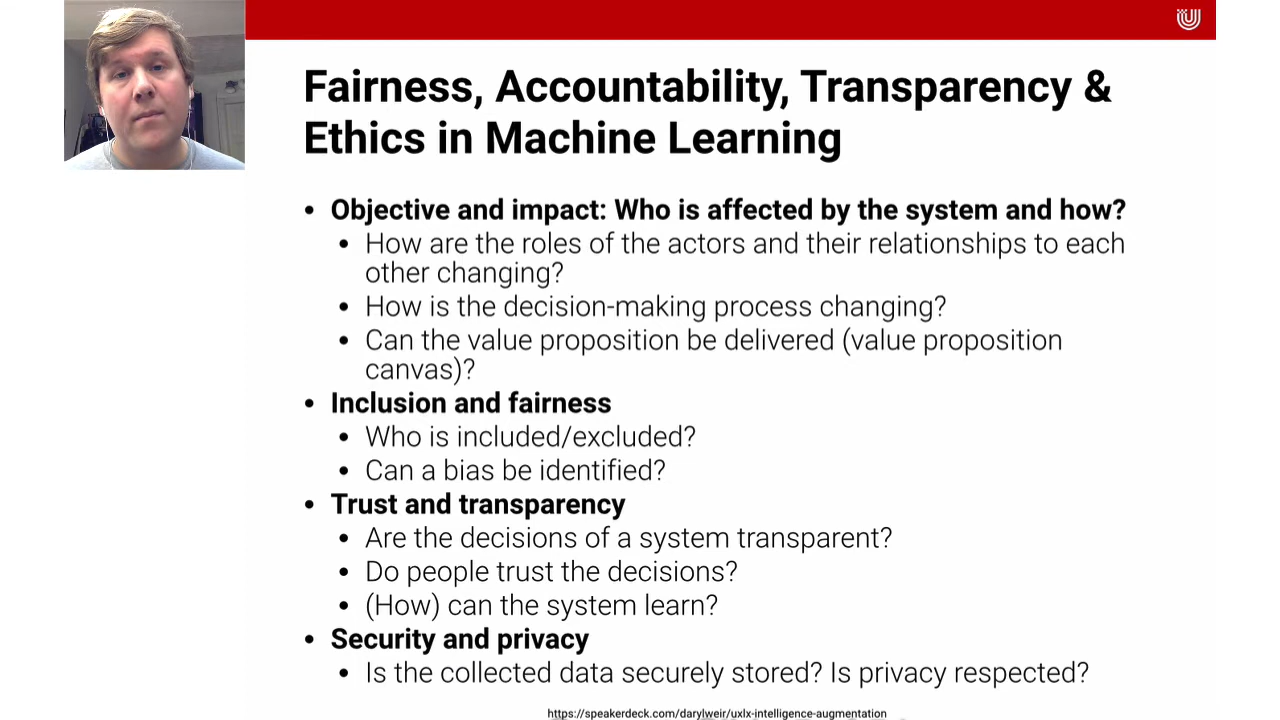 Fairness, Accountability, Transparency &
Ethics in Machine Learning
• Objective and impact: Who is affected by the system and how?
• How are the roles of the actors and their relationships to each
other changing?
• How is the decision-making process changing?
• Can the value proposition be delivered (value proposition
canvas)?
• Inclusion and fairness
• Who is included/excluded?
• Can a bias be identified?
• Trust and transparency
• Are the decisions of a system transparent?
• Do people trust the decisions?
• (How) can the system learn?
• Security and privacy
• Is the collected data securely stored? Is privacy respected?
https://speakerdeck.com/darylweir/uxlx-intelligence-augmentation